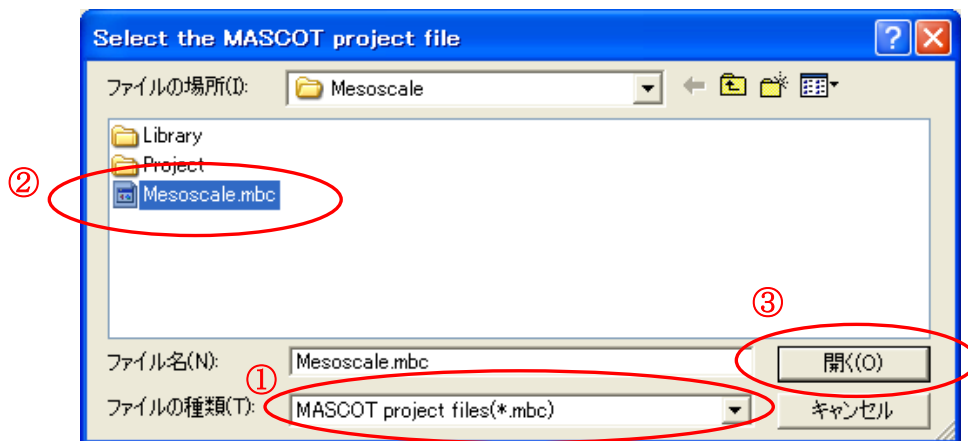 Select the MASCOT project file
ファイルの場所(I): Mesoscale
Library
Project
② Mesoscale.mbc
③
ファイル名(N): Mesoscale.mbc 開く(O)
①
ファイルの種類(T): MASCOT project files(*.mbc) キャンセル